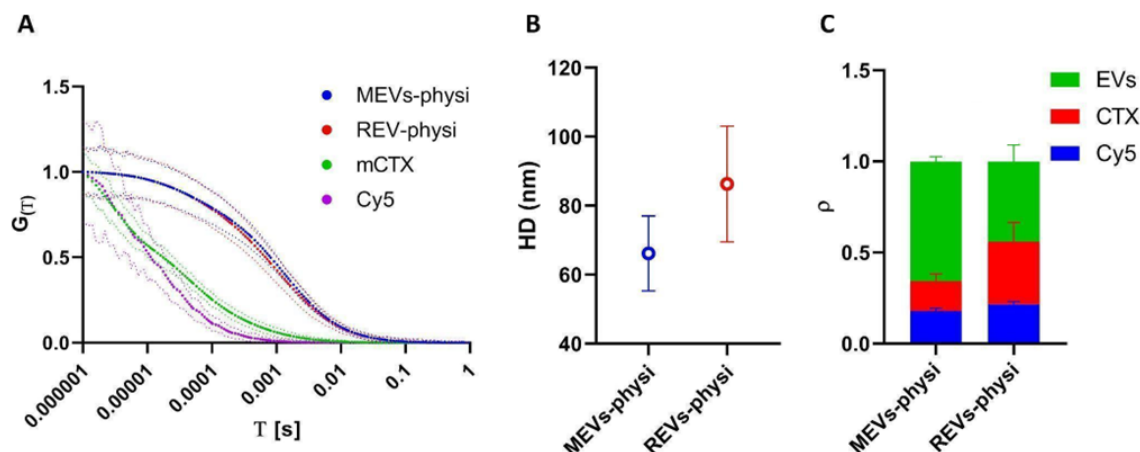 A
G(T)
1.5
1.0
0.5
0.0
0.000001
0.00001
0.0001
0.001
0.01
0.1
1
T [s]
MEVs-physi
REV-physi
mCTX
Cy5
B
HD (nm)
120
100
80
60
40
MEVs-physi
REVs-physi
C
ρ
1.5
1.0
0.5
0.0
MEVs-physi
REVs-physi
EVs
CTX
Cy5